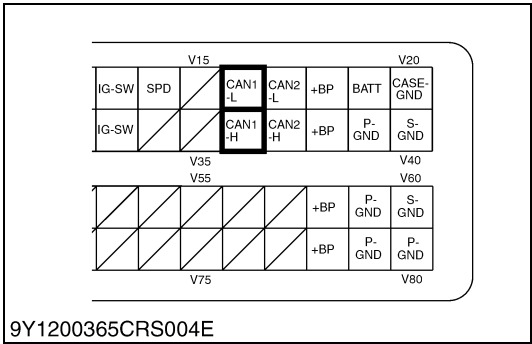 V15 V20
IG-SW SPD CAN1 -L CAN2 -L +BP BATT CASE-GND
IG-SW CAN1 -H CAN2 -H +BP P-GND S-GND
V35 V40
V55 V60
+BP P-GND S-GND
+BP P-GND P-GND
V75 V80
9Y1200365CRS004E